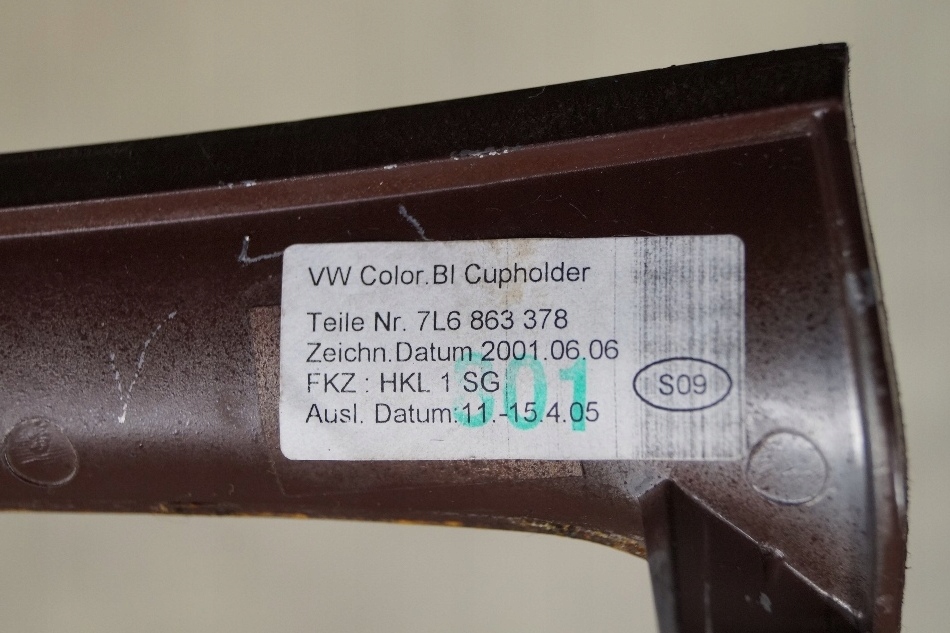 VW Color.Bl Cupholder
Teile Nr. 7L6 863 378
Zeichn.Datum 2001.06.06
FKZ : HKL 1 SG
Ausl. Datum:11.-15.4.05
S09
301